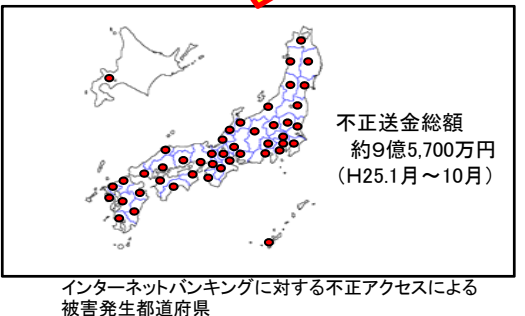 不正送金総額
約9億5,700万円
（H25.1月～10月）
インターネットバンキングに対する不正アクセスによる
被害発生都道府県